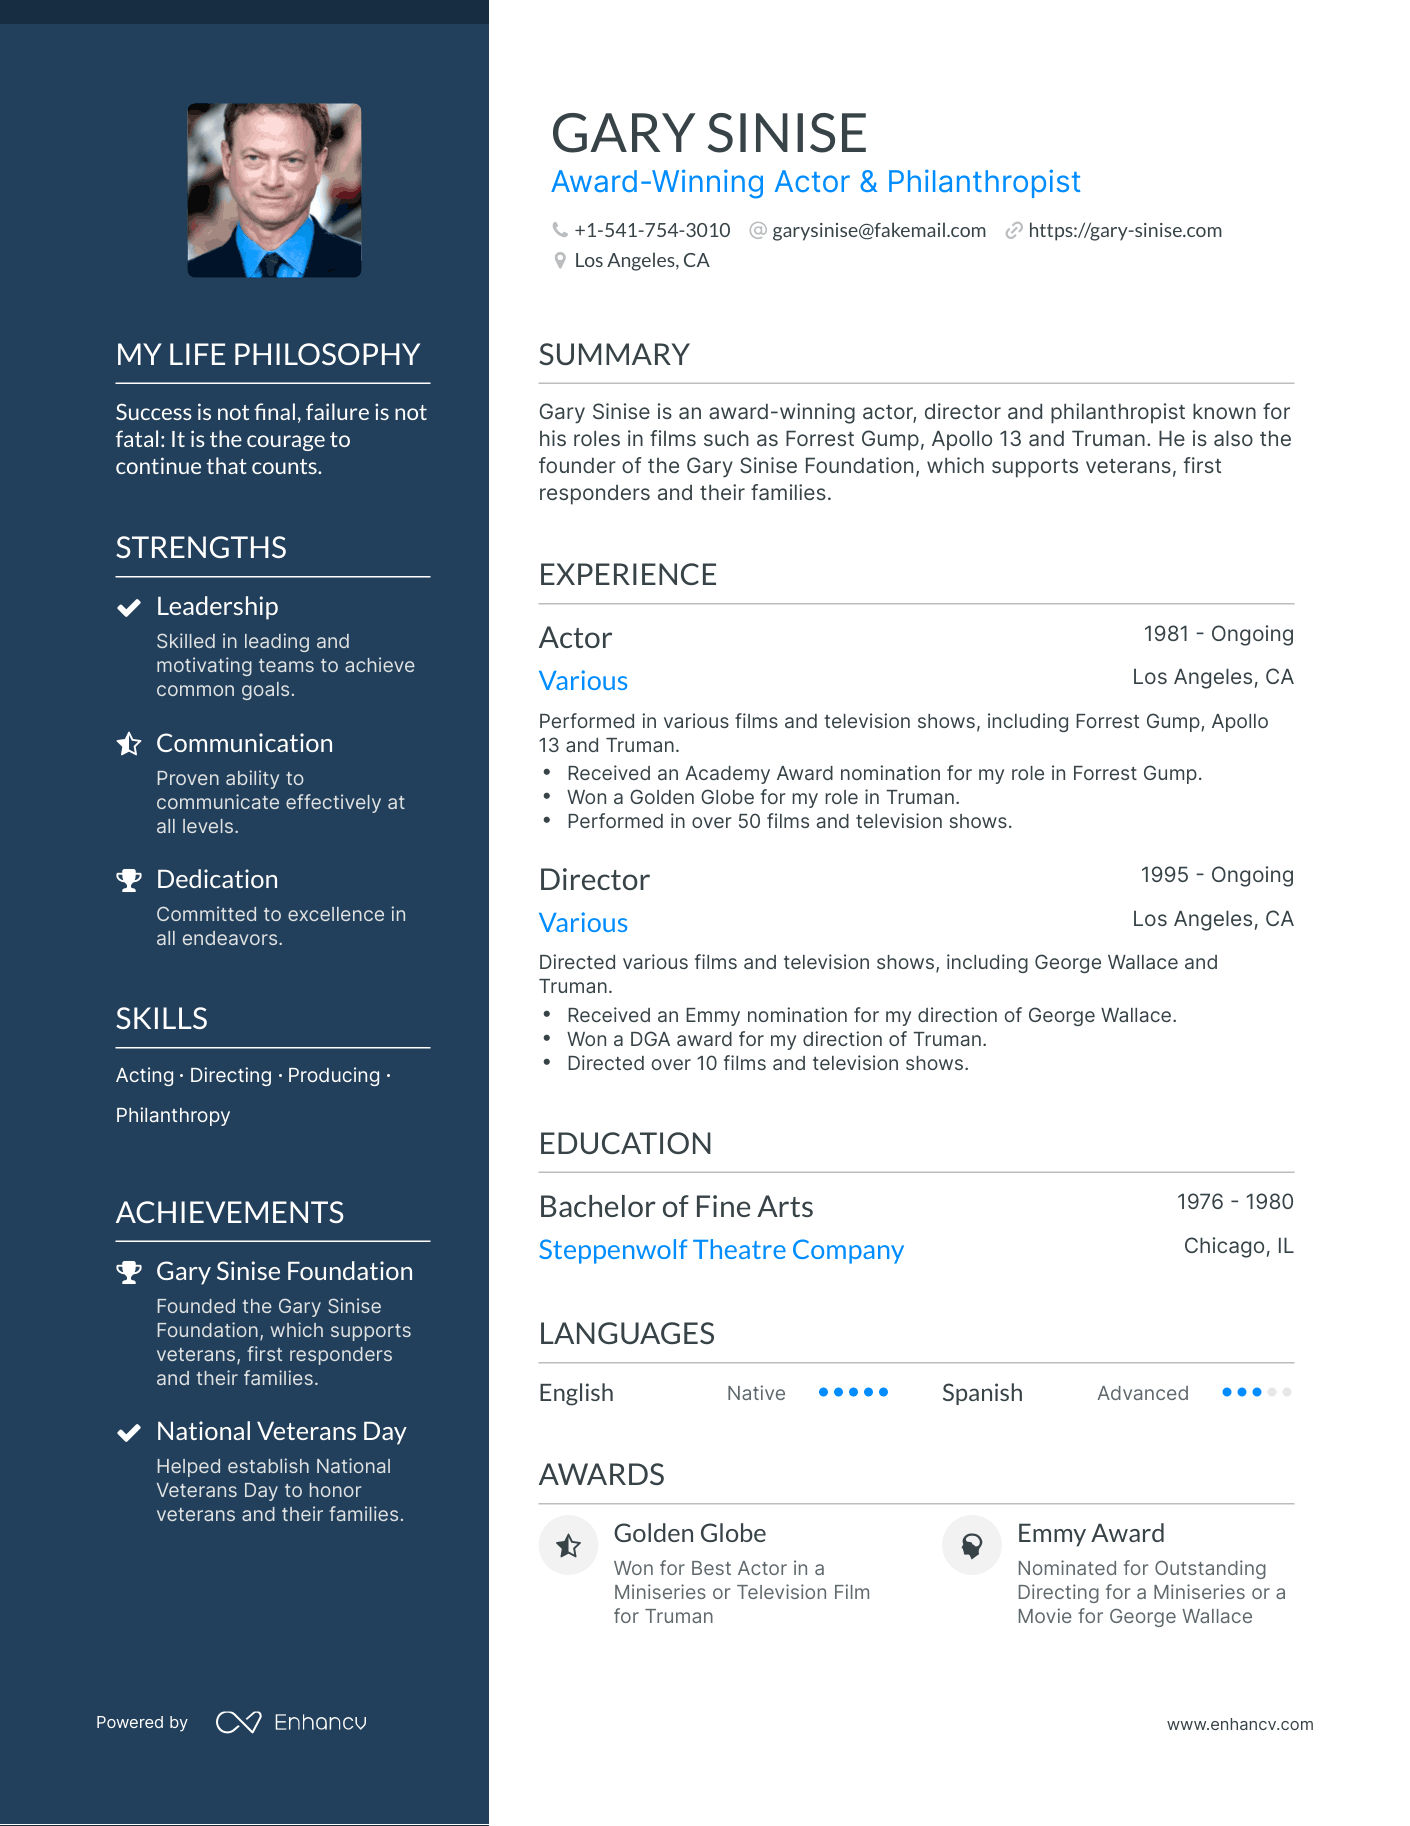 GARY SINISE
Award-Winning Actor & Philanthropist
+1-541-754-3010 garysinise@fakemail.com https://gary-sinise.com
Los Angeles, CA
MY LIFE PHILOSOPHY
Success is not final, failure is not
fatal: It is the courage to
continue that counts.
STRENGTHS
Leadership
Skilled in leading and
motivating teams to achieve
common goals.
Communication
Proven ability to
communicate effectively at
all levels.
Dedication
Committed to excellence in
all endeavors.
SKILLS
Acting · Directing · Producing ·
Philanthropy
ACHIEVEMENTS
Gary Sinise Foundation
Founded the Gary Sinise
Foundation, which supports
veterans, first responders
and their families.
National Veterans Day
Helped establish National
Veterans Day to honor
veterans and their families.
SUMMARY
Gary Sinise is an award-winning actor, director and philanthropist known for
his roles in films such as Forrest Gump, Apollo 13 and Truman. He is also the
founder of the Gary Sinise Foundation, which supports veterans, first
responders and their families.
EXPERIENCE
Actor 1981 - Ongoing
Various Los Angeles, CA
Performed in various films and television shows, including Forrest Gump, Apollo
13 and Truman.
• Received an Academy Award nomination for my role in Forrest Gump.
• Won a Golden Globe for my role in Truman.
• Performed in over 50 films and television shows.
Director 1995 - Ongoing
Various Los Angeles, CA
Directed various films and television shows, including George Wallace and
Truman.
• Received an Emmy nomination for my direction of George Wallace.
• Won a DGA award for my direction of Truman.
• Directed over 10 films and television shows.
EDUCATION
Bachelor of Fine Arts 1976 - 1980
Steppenwolf Theatre Company Chicago, IL
LANGUAGES
English Native Spanish Advanced
AWARDS
Golden Globe
Won for Best Actor in a
Miniseries or Television Film
for Truman
Emmy Award
Nominated for Outstanding
Directing for a Miniseries or a
Movie for George Wallace
Powered by Enhancv
www.enhancv.com